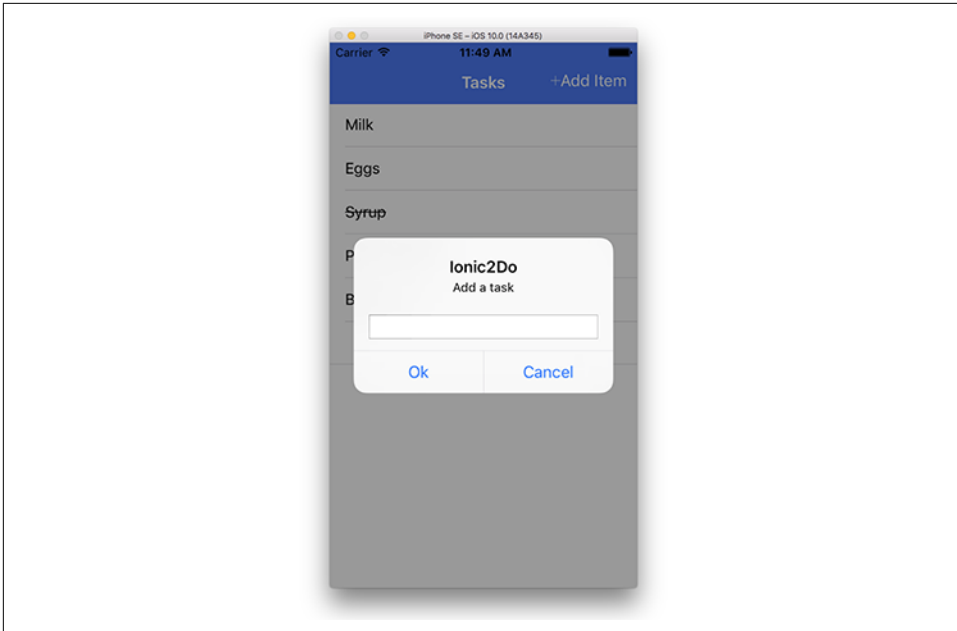 iPhone SE – iOS 10.0 (14A345)
Carrier 11:49 AM
Tasks +Add Item
Milk
Eggs
Syrup
P
B
Ionic2Do
Add a task
Ok Cancel